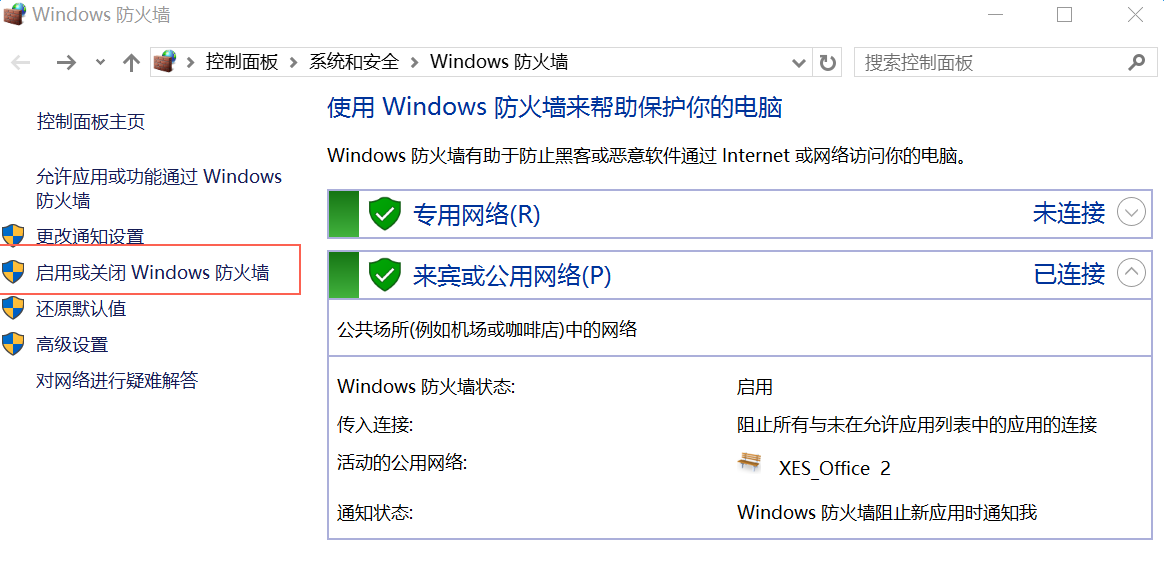 Windows 防火墙
控制面板 系统和安全 Windows 防火墙
搜索控制面板
控制面板主页
允许应用或功能通过 Windows
防火墙
更改通知设置
启用或关闭 Windows 防火墙
还原默认值
高级设置
对网络进行疑难解答
使用 Windows 防火墙来帮助保护你的电脑
Windows 防火墙有助于防止黑客或恶意软件通过 Internet 或网络访问你的电脑。
专用网络(R) 未连接
来宾或公用网络(P) 已连接
公共场所(例如机场或咖啡店)中的网络
Windows 防火墙状态: 启用
传入连接: 阻止所有与未在允许应用列表中的应用的连接
活动的公用网络: XES_Office 2
通知状态: Windows 防火墙阻止新应用时通知我